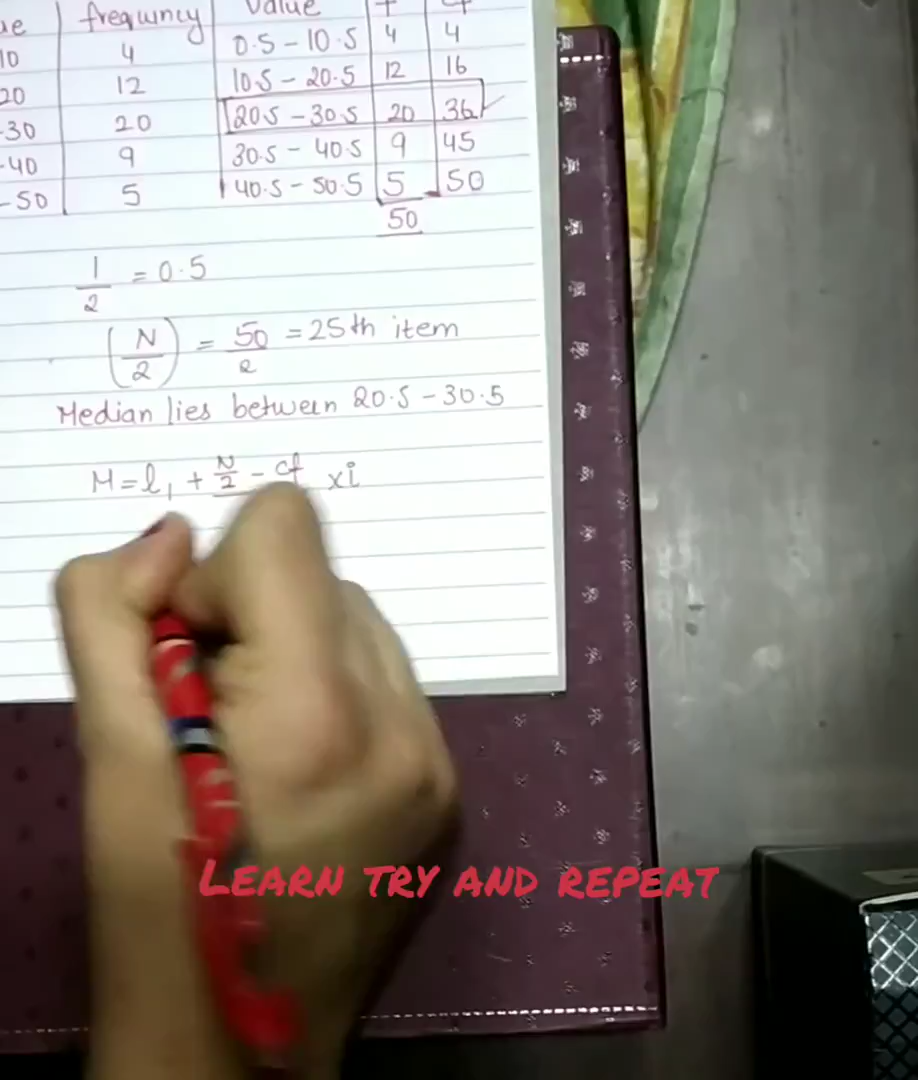 ue frequncy value f cf
10 4 0.5 - 10.5 4 4
20 12 10.5 - 20.5 12 16
-30 20 20.5 - 30.5 20 36
-40 9 30.5 - 40.5 9 45
-50 5 40.5 - 50.5 5 50
50
1/2 = 0.5
(N/2) = 50/2 = 25th item
Median lies between 20.5 - 30.5
M = l₁ + N/2 - cf xi
LEARN TRY AND REPEAT